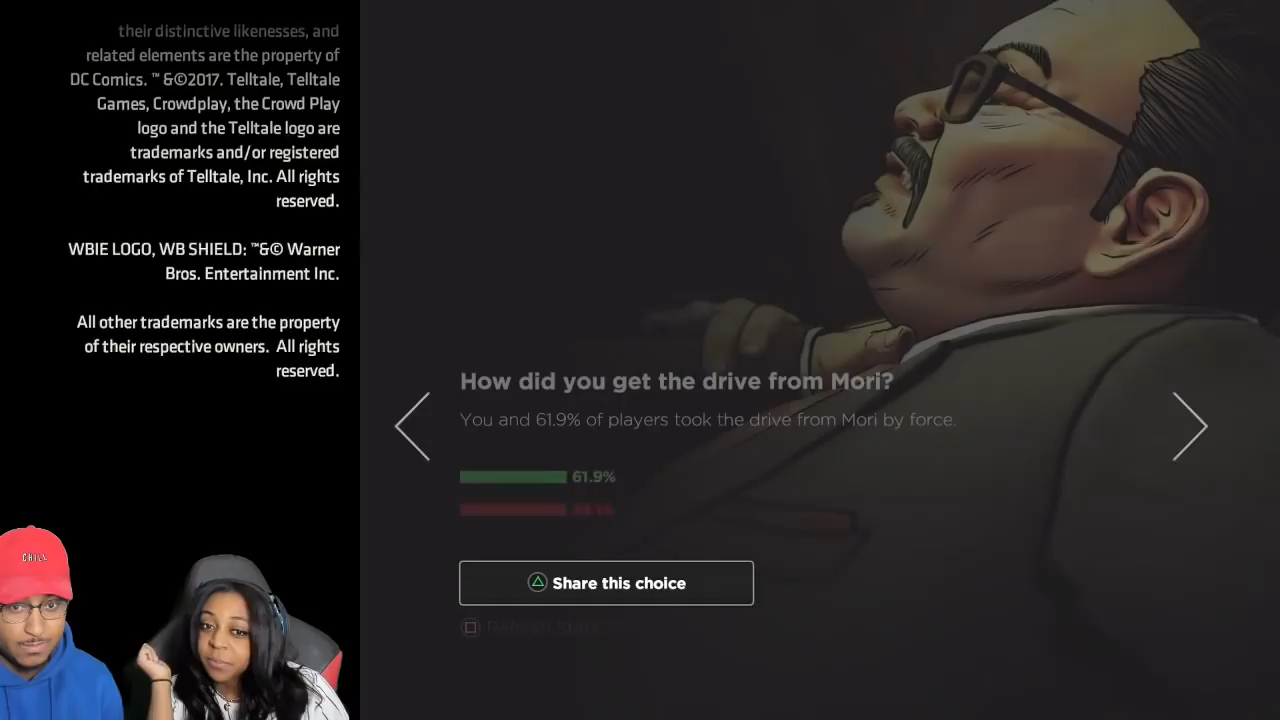 their distinctive likenesses, and
related elements are the property of
DC Comics. ™ &©2017. Telltale, Telltale
Games, Crowdplay, the Crowd Play
logo and the Telltale logo are
trademarks and/or registered
trademarks of Telltale, Inc. All rights
reserved.
WBIE LOGO, WB SHIELD: ™&© Warner
Bros. Entertainment Inc.
All other trademarks are the property
of their respective owners. All rights
reserved.
How did you get the drive from Mori?
You and 61.9% of players took the drive from Mori by force.
61.9%
Share this choice
Refresh Stats
CHILL